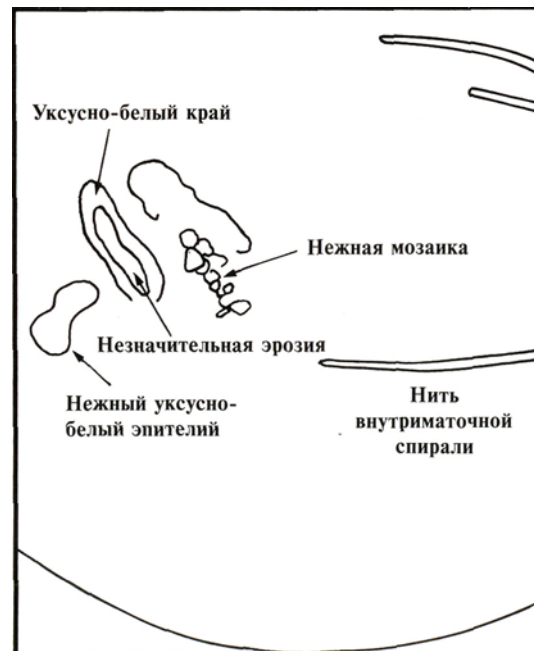 Уксусно-белый край
Нежная мозаика
Незначительная эрозия
Нежный уксусно-
белый эпителий
Нить
внутриматочной
спирали